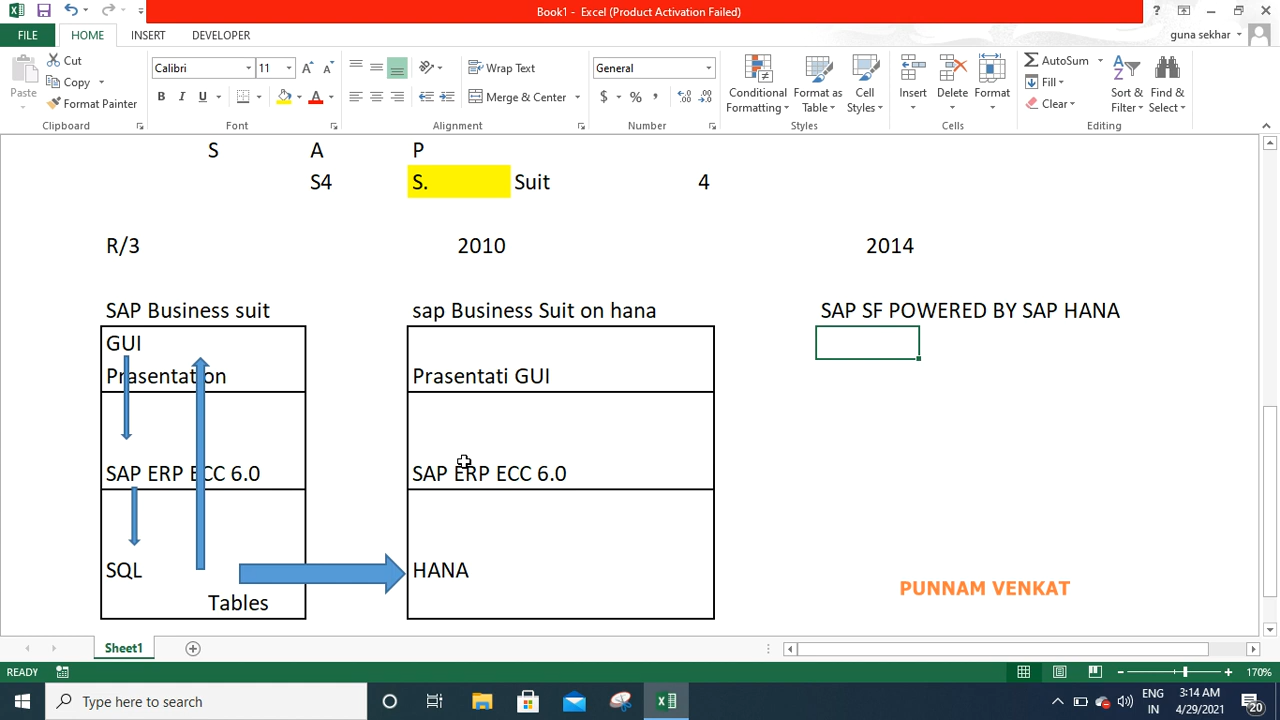 Book1 - Excel (Product Activation Failed)
FILE HOME INSERT DEVELOPER guna sekhar
Paste Cut Copy Format Painter Clipboard
Calibri 11 B I U A Font
Wrap Text Merge & Center Alignment
General $ % , Number
Conditional Formatting Format as Table Cell Styles Styles
Insert Delete Format Cells
AutoSum Fill Clear Sort & Filter Find & Select Editing
S A P
S4 S. Suit 4
R/3 2010 2014
SAP Business suit sap Business Suit on hana SAP SF POWERED BY SAP HANA
GUI
Prasentation Prasentati GUI
SAP ERP ECC 6.0 SAP ERP ECC 6.0
SQL HANA
PUNNAM VENKAT
Tables
Sheet1
READY 170%
Type here to search ENG IN 3:14 AM 4/29/2021 20